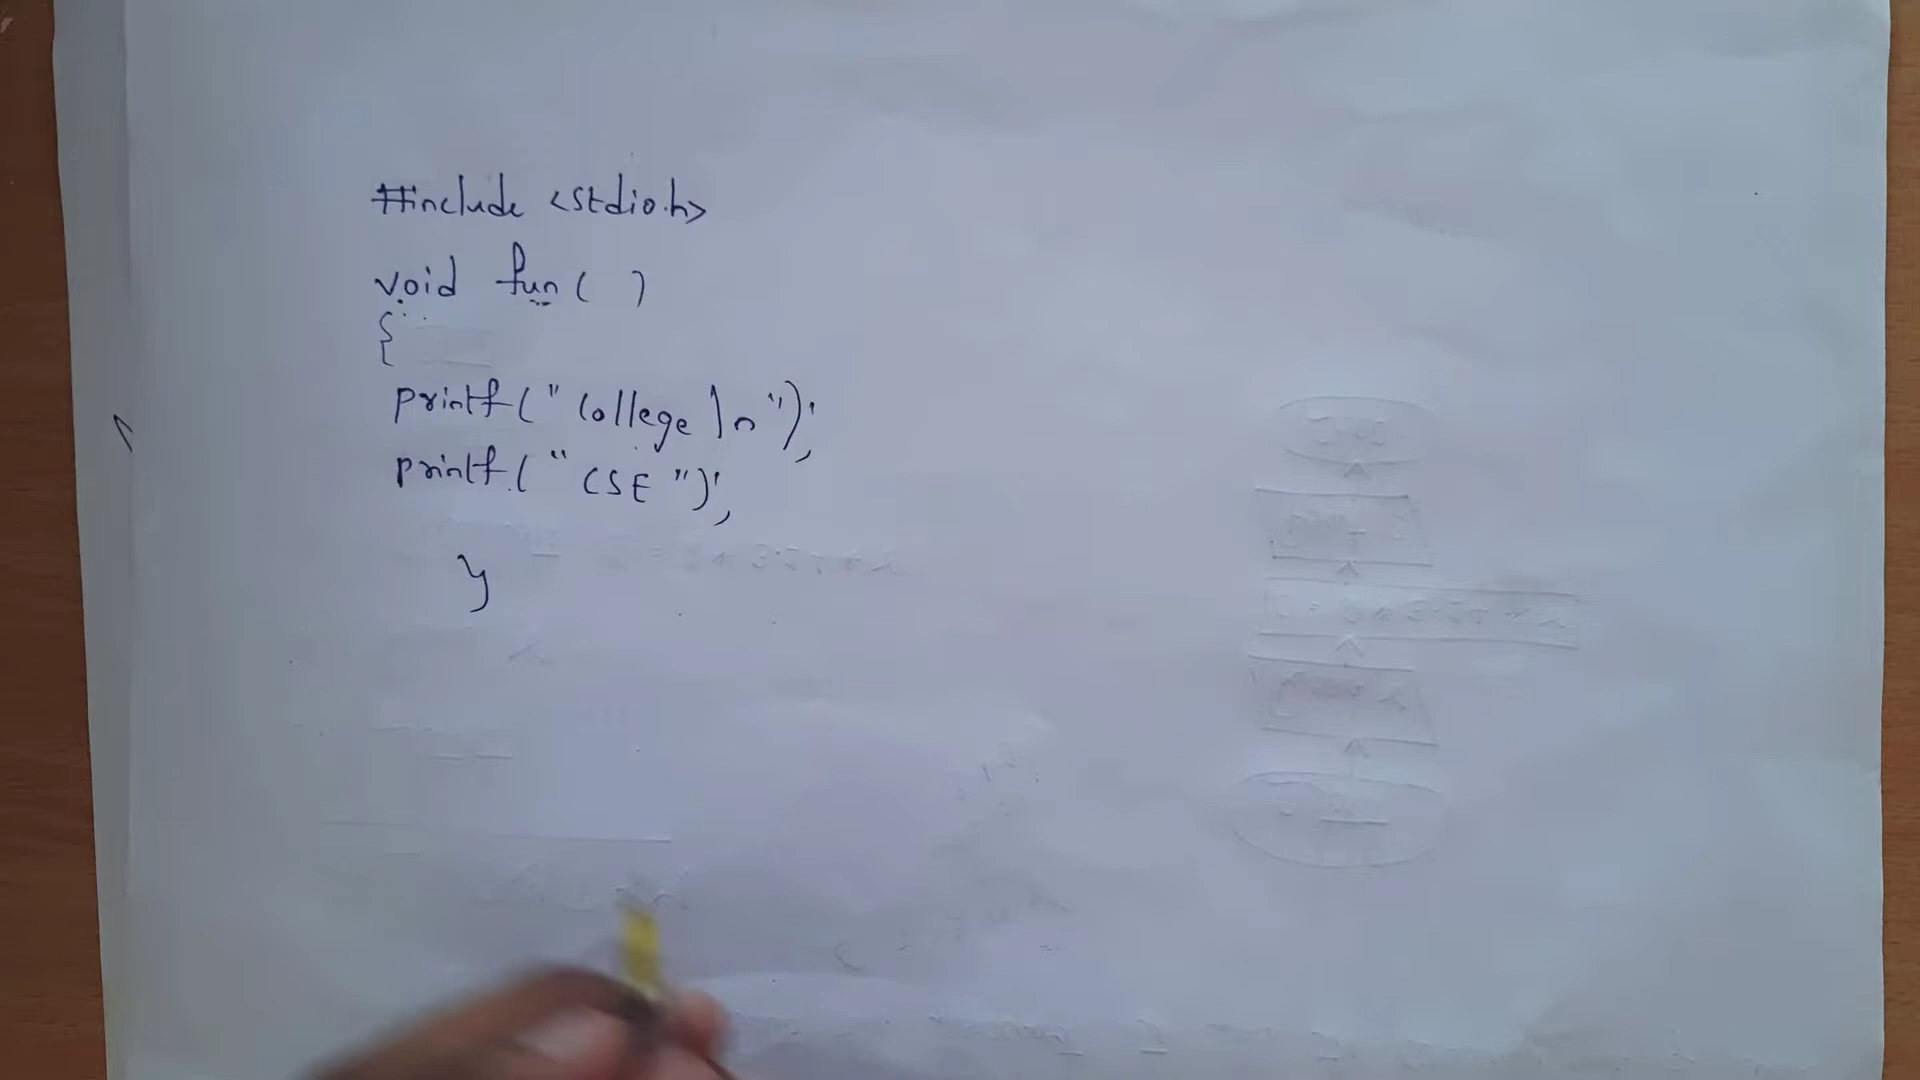 #include <stdio.h>
void fun( )
{
printf("College \n");
printf("CSE");
}